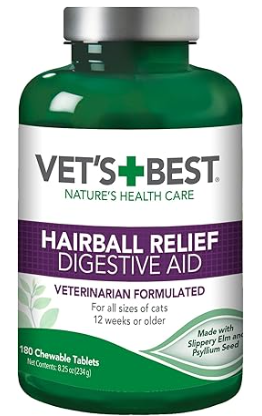 VET'S+BEST®
NATURE'S HEALTH CARE
HAIRBALL RELIEF
DIGESTIVE AID
VETERINARIAN FORMULATED
For all sizes of cats
12 weeks or older
Made with
Slippery Elm and
Psyllium Seed
180 Chewable Tablets
Net Contents: 8.25 oz (234 g)